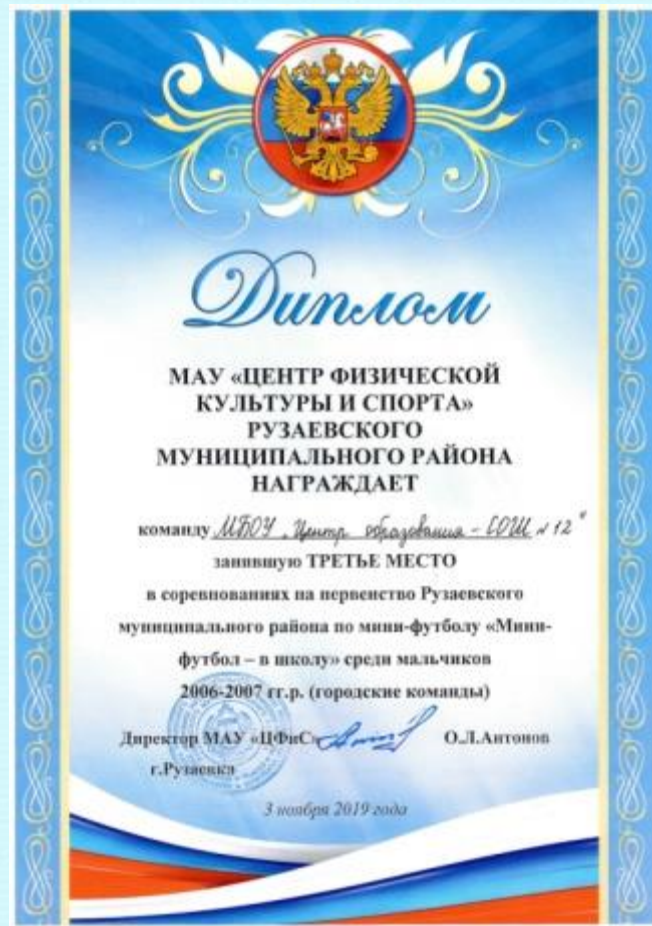 Диплом
МАУ «ЦЕНТР ФИЗИЧЕСКОЙ
КУЛЬТУРЫ И СПОРТА»
РУЗАЕВСКОГО
МУНИЦИПАЛЬНОГО РАЙОНА
НАГРАЖДАЕТ
команду МБОУ „Центр образования - СОШ № 12"
занявшую ТРЕТЬЕ МЕСТО
в соревнованиях на первенство Рузаевского
муниципального района по мини-футболу «Мини-
футбол – в школу» среди мальчиков
2006-2007 гг.р. (городские команды)
Директор МАУ «ЦФиС» О.Л.Антонов
г.Рузаевка
3 ноября 2019 года